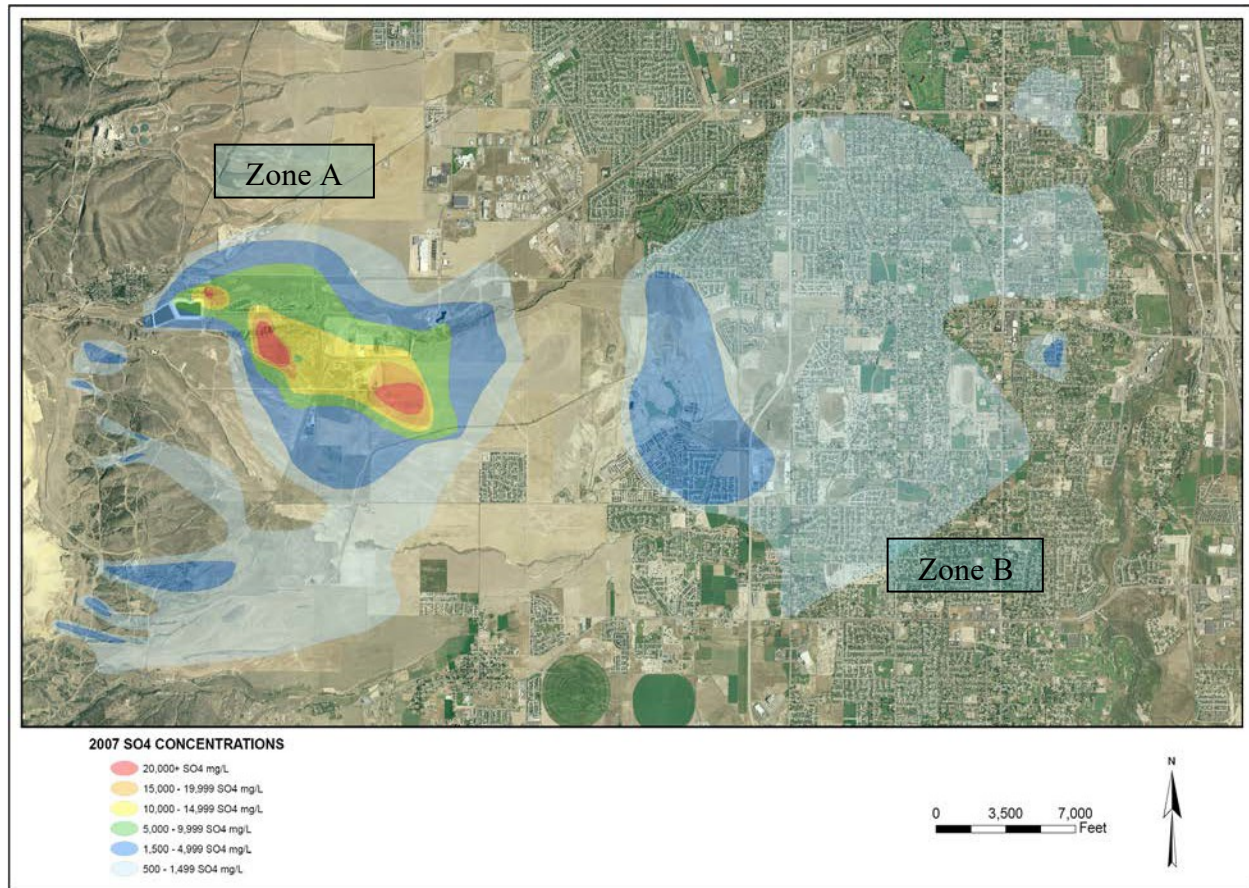 Zone A
Zone B
2007 SO4 CONCENTRATIONS
20,000+ SO4 mg/L
15,000 - 19,999 SO4 mg/L
10,000 - 14,999 SO4 mg/L
5,000 - 9,999 SO4 mg/L
1,500 - 4,999 SO4 mg/L
500 - 1,499 SO4 mg/L
N
0 3,500 7,000
Feet